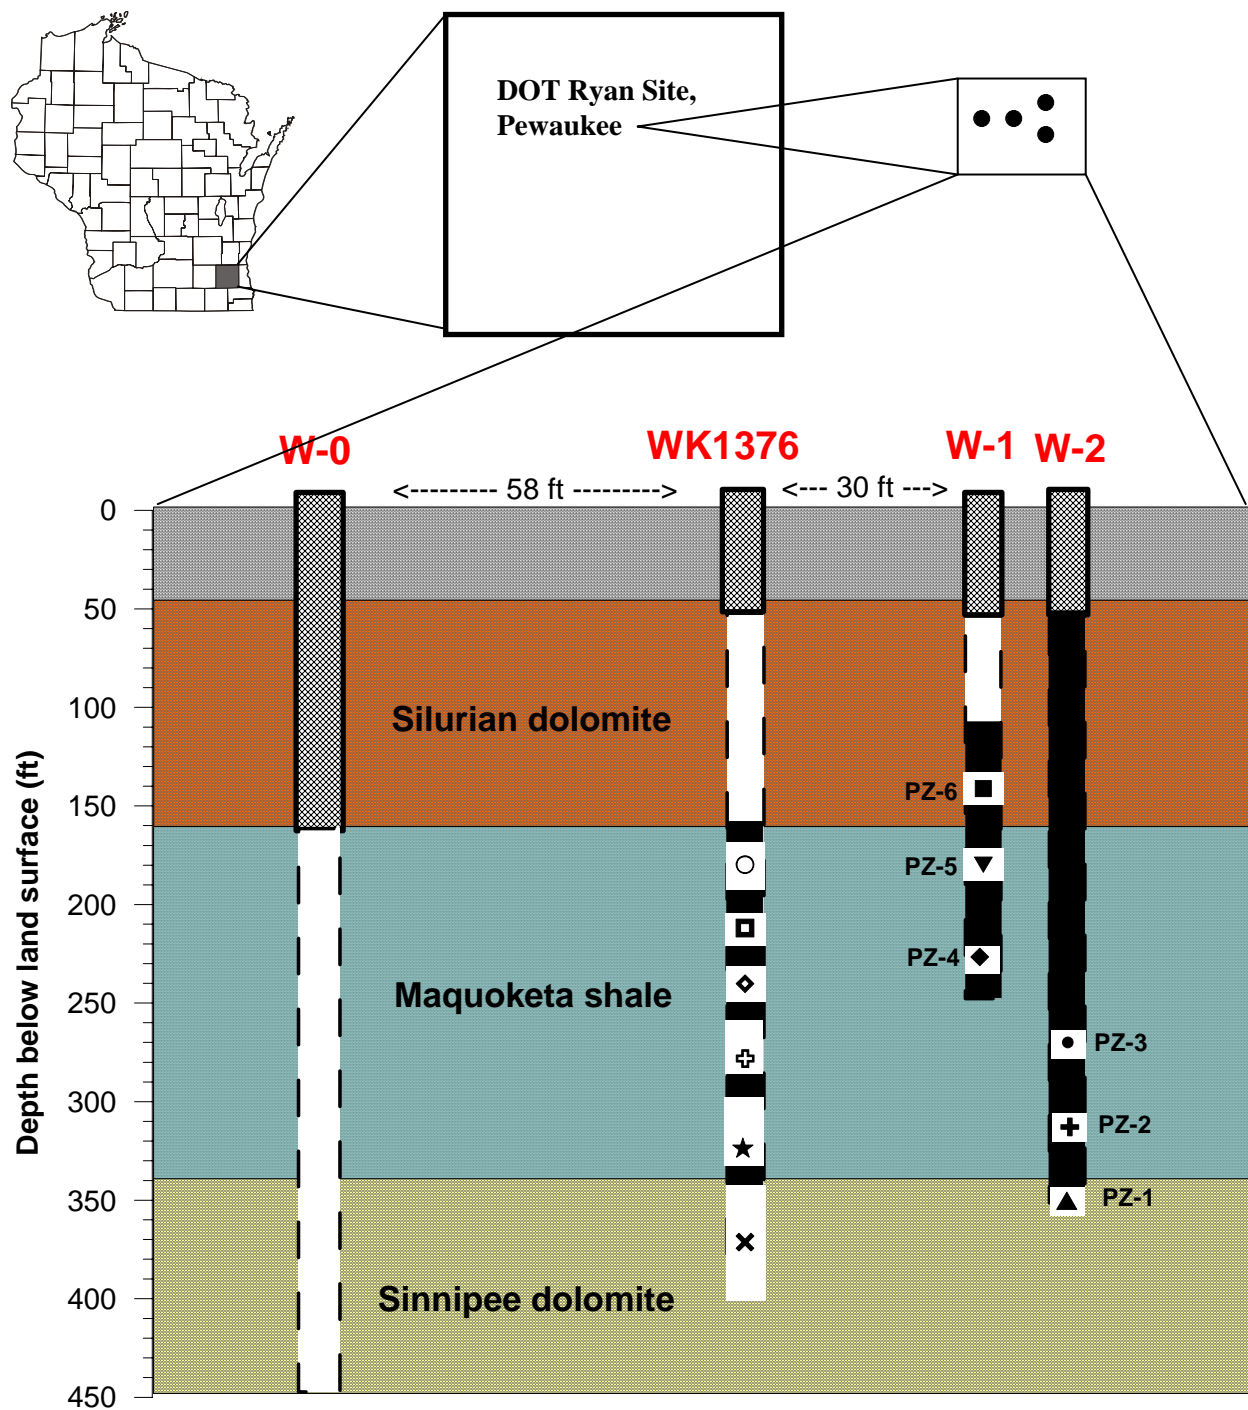 DOT Ryan Site,
Pewaukee
W-0
WK1376
W-1
W-2
<--------- 58 ft --------->
<--- 30 ft --->
Depth below land surface (ft)
0
50
100
150
200
250
300
350
400
450
Silurian dolomite
Maquoketa shale
Sinnipee dolomite
PZ-6
PZ-5
PZ-4
PZ-3
PZ-2
PZ-1